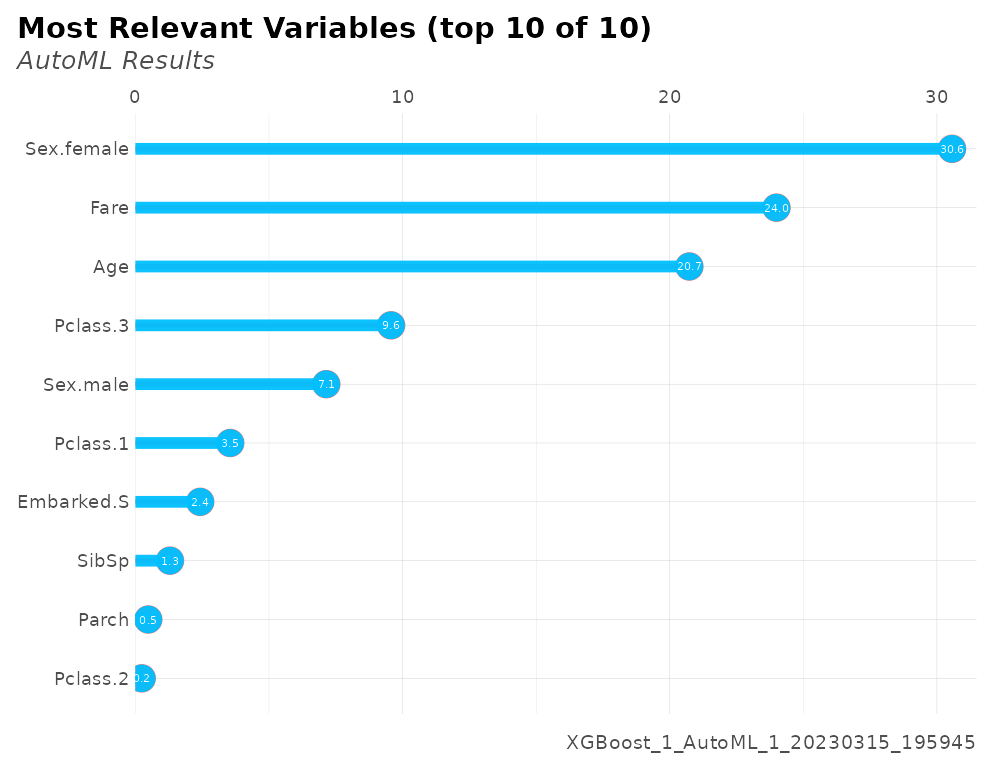 Most Relevant Variables (top 10 of 10)
AutoML Results
0 10 20 30
Sex.female 30.6
Fare 24.0
Age 20.7
Pclass.3 9.6
Sex.male 7.1
Pclass.1 3.5
Embarked.S 2.4
SibSp 1.3
Parch 0.5
Pclass.2 0.2
XGBoost_1_AutoML_1_20230315_195945